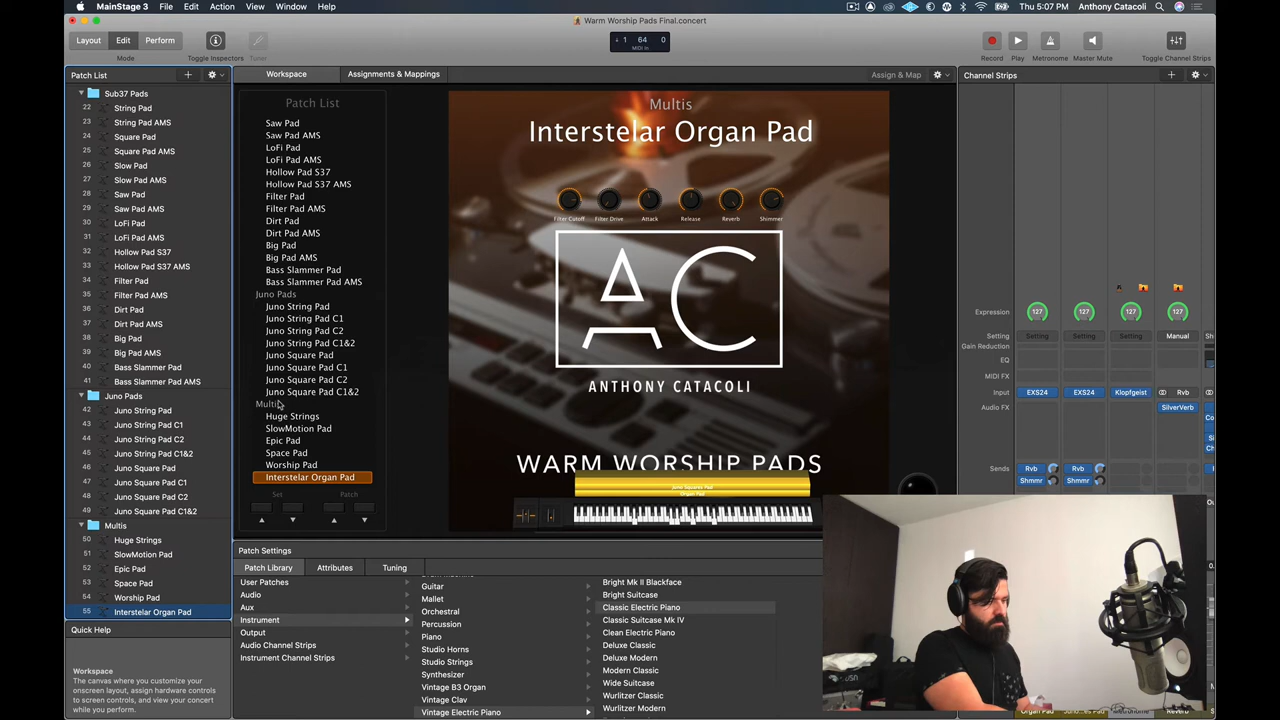 MainStage 3 File Edit Action View Window Help
Thu 5:07 PM Anthony Catacoli
Warm Worship Pads Final.concert
Layout Edit Perform
Mode
Toggle Inspectors
Tuner
1 64 0
MIDI In
Record Play Metronome Master Mute
Toggle Channel Strips
Patch List
Sub37 Pads
22 String Pad
23 String Pad AMS
24 Square Pad
25 Square Pad AMS
26 Slow Pad
27 Slow Pad AMS
28 Saw Pad
29 Saw Pad AMS
30 LoFi Pad
31 LoFi Pad AMS
32 Hollow Pad S37
33 Hollow Pad S37 AMS
34 Filter Pad
35 Filter Pad AMS
36 Dirt Pad
37 Dirt Pad AMS
38 Big Pad
39 Big Pad AMS
40 Bass Slammer Pad
41 Bass Slammer Pad AMS
Juno Pads
42 Juno String Pad
43 Juno String Pad C1
44 Juno String Pad C2
45 Juno String Pad C1&2
46 Juno Square Pad
47 Juno Square Pad C1
48 Juno Square Pad C2
49 Juno Square Pad C1&2
Multis
50 Huge Strings
51 SlowMotion Pad
52 Epic Pad
53 Space Pad
54 Worship Pad
55 Interstelar Organ Pad
Quick Help
Workspace
The canvas where you customize your
onscreen layout, assign hardware controls
to screen controls, and view your concert
while you perform.
Workspace Assignments & Mappings
Assign & Map
Patch List
Saw Pad
Saw Pad AMS
LoFi Pad
LoFi Pad AMS
Hollow Pad S37
Hollow Pad S37 AMS
Filter Pad
Filter Pad AMS
Dirt Pad
Dirt Pad AMS
Big Pad
Big Pad AMS
Bass Slammer Pad
Bass Slammer Pad AMS
Juno Pads
Juno String Pad
Juno String Pad C1
Juno String Pad C2
Juno String Pad C1&2
Juno Square Pad
Juno Square Pad C1
Juno Square Pad C2
Juno Square Pad C1&2
Multis
Huge Strings
SlowMotion Pad
Epic Pad
Space Pad
Worship Pad
Interstelar Organ Pad
Set Patch
Multis
Interstelar Organ Pad
Filter Cutoff Filter Drive Attack Release Reverb Shimmer
AC
ANTHONY CATACOLI
WARM WORSHIP PADS
Juno Squares Pad
Organ Pad
Patch Settings
Patch Library Attributes Tuning
User Patches
Audio
Aux
Instrument
Output
Audio Channel Strips
Instrument Channel Strips
Guitar
Mallet
Orchestral
Percussion
Piano
Studio Horns
Studio Strings
Synthesizer
Vintage B3 Organ
Vintage Clav
Vintage Electric Piano
Bright Mk II Blackface
Bright Suitcase
Classic Electric Piano
Classic Suitcase Mk IV
Clean Electric Piano
Deluxe Classic
Deluxe Modern
Modern Classic
Wide Suitcase
Wurlitzer Classic
Wurlitzer Modern
Channel Strips
Expression 127 127 127 127
Setting Setting Setting Setting Manual
Gain Reduction
EQ
MIDI FX
Input EXS24 EXS24 Klopfgeist Rvb
Audio FX SilverVerb
Sends Rvb Rvb
Shmmr Shmmr
Organ Pad